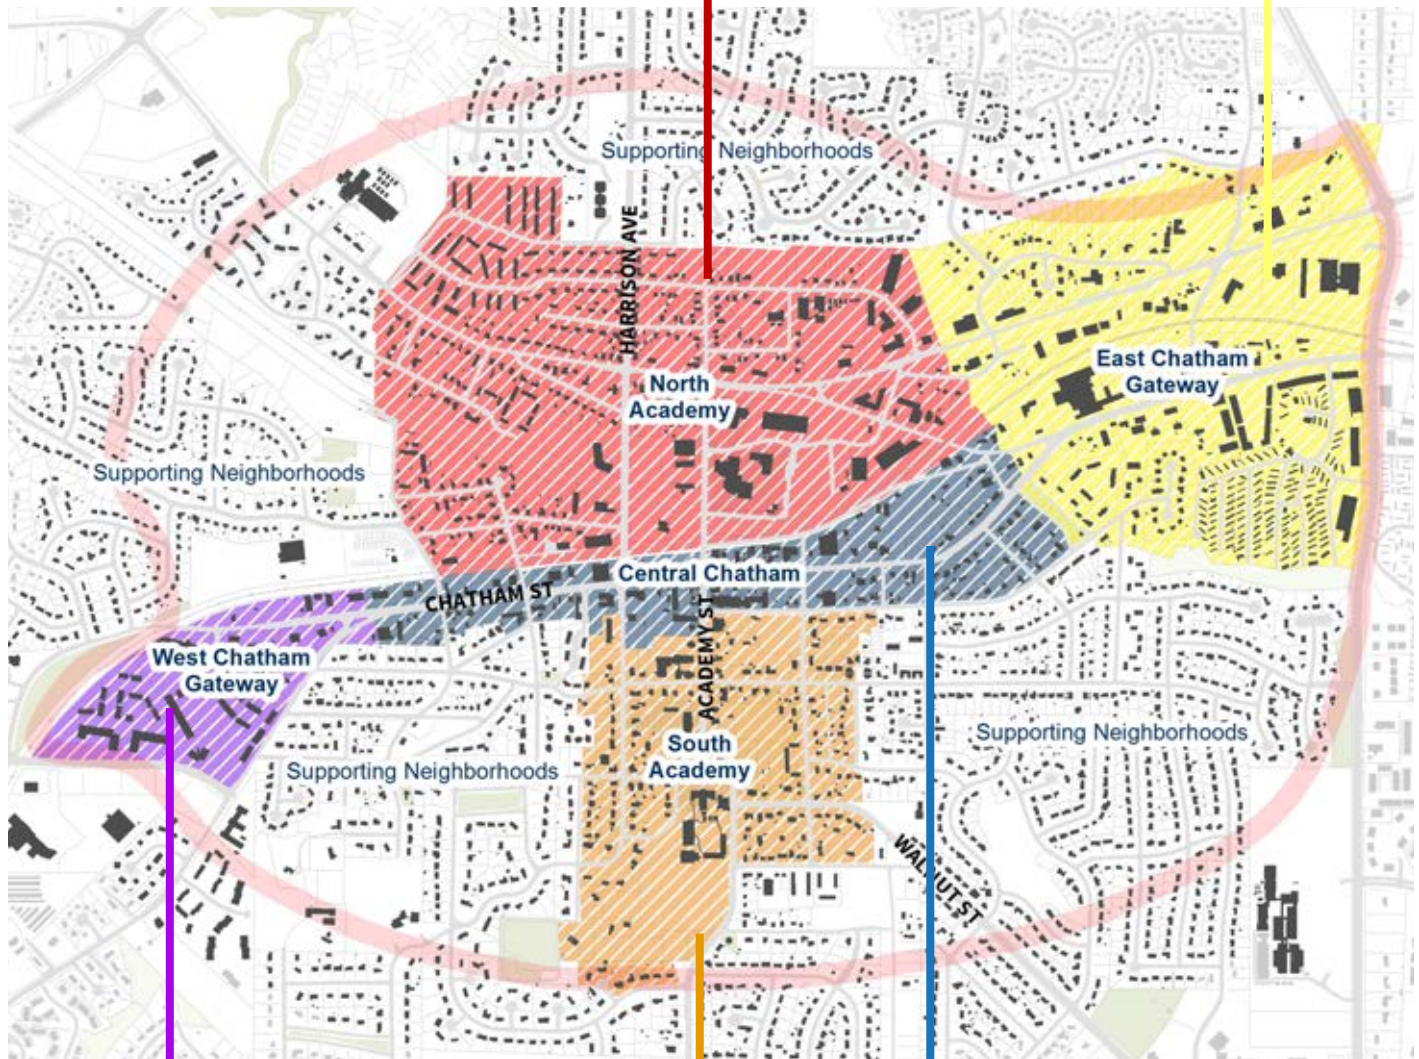 Supporting Neighborhoods
HARRISON AVE
North
Academy
East Chatham
Gateway
Supporting Neighborhoods
Central Chatham
CHATHAM ST
ACADEMY ST
West Chatham
Gateway
South
Academy
Supporting Neighborhoods
Supporting Neighborhoods
WALNUT ST